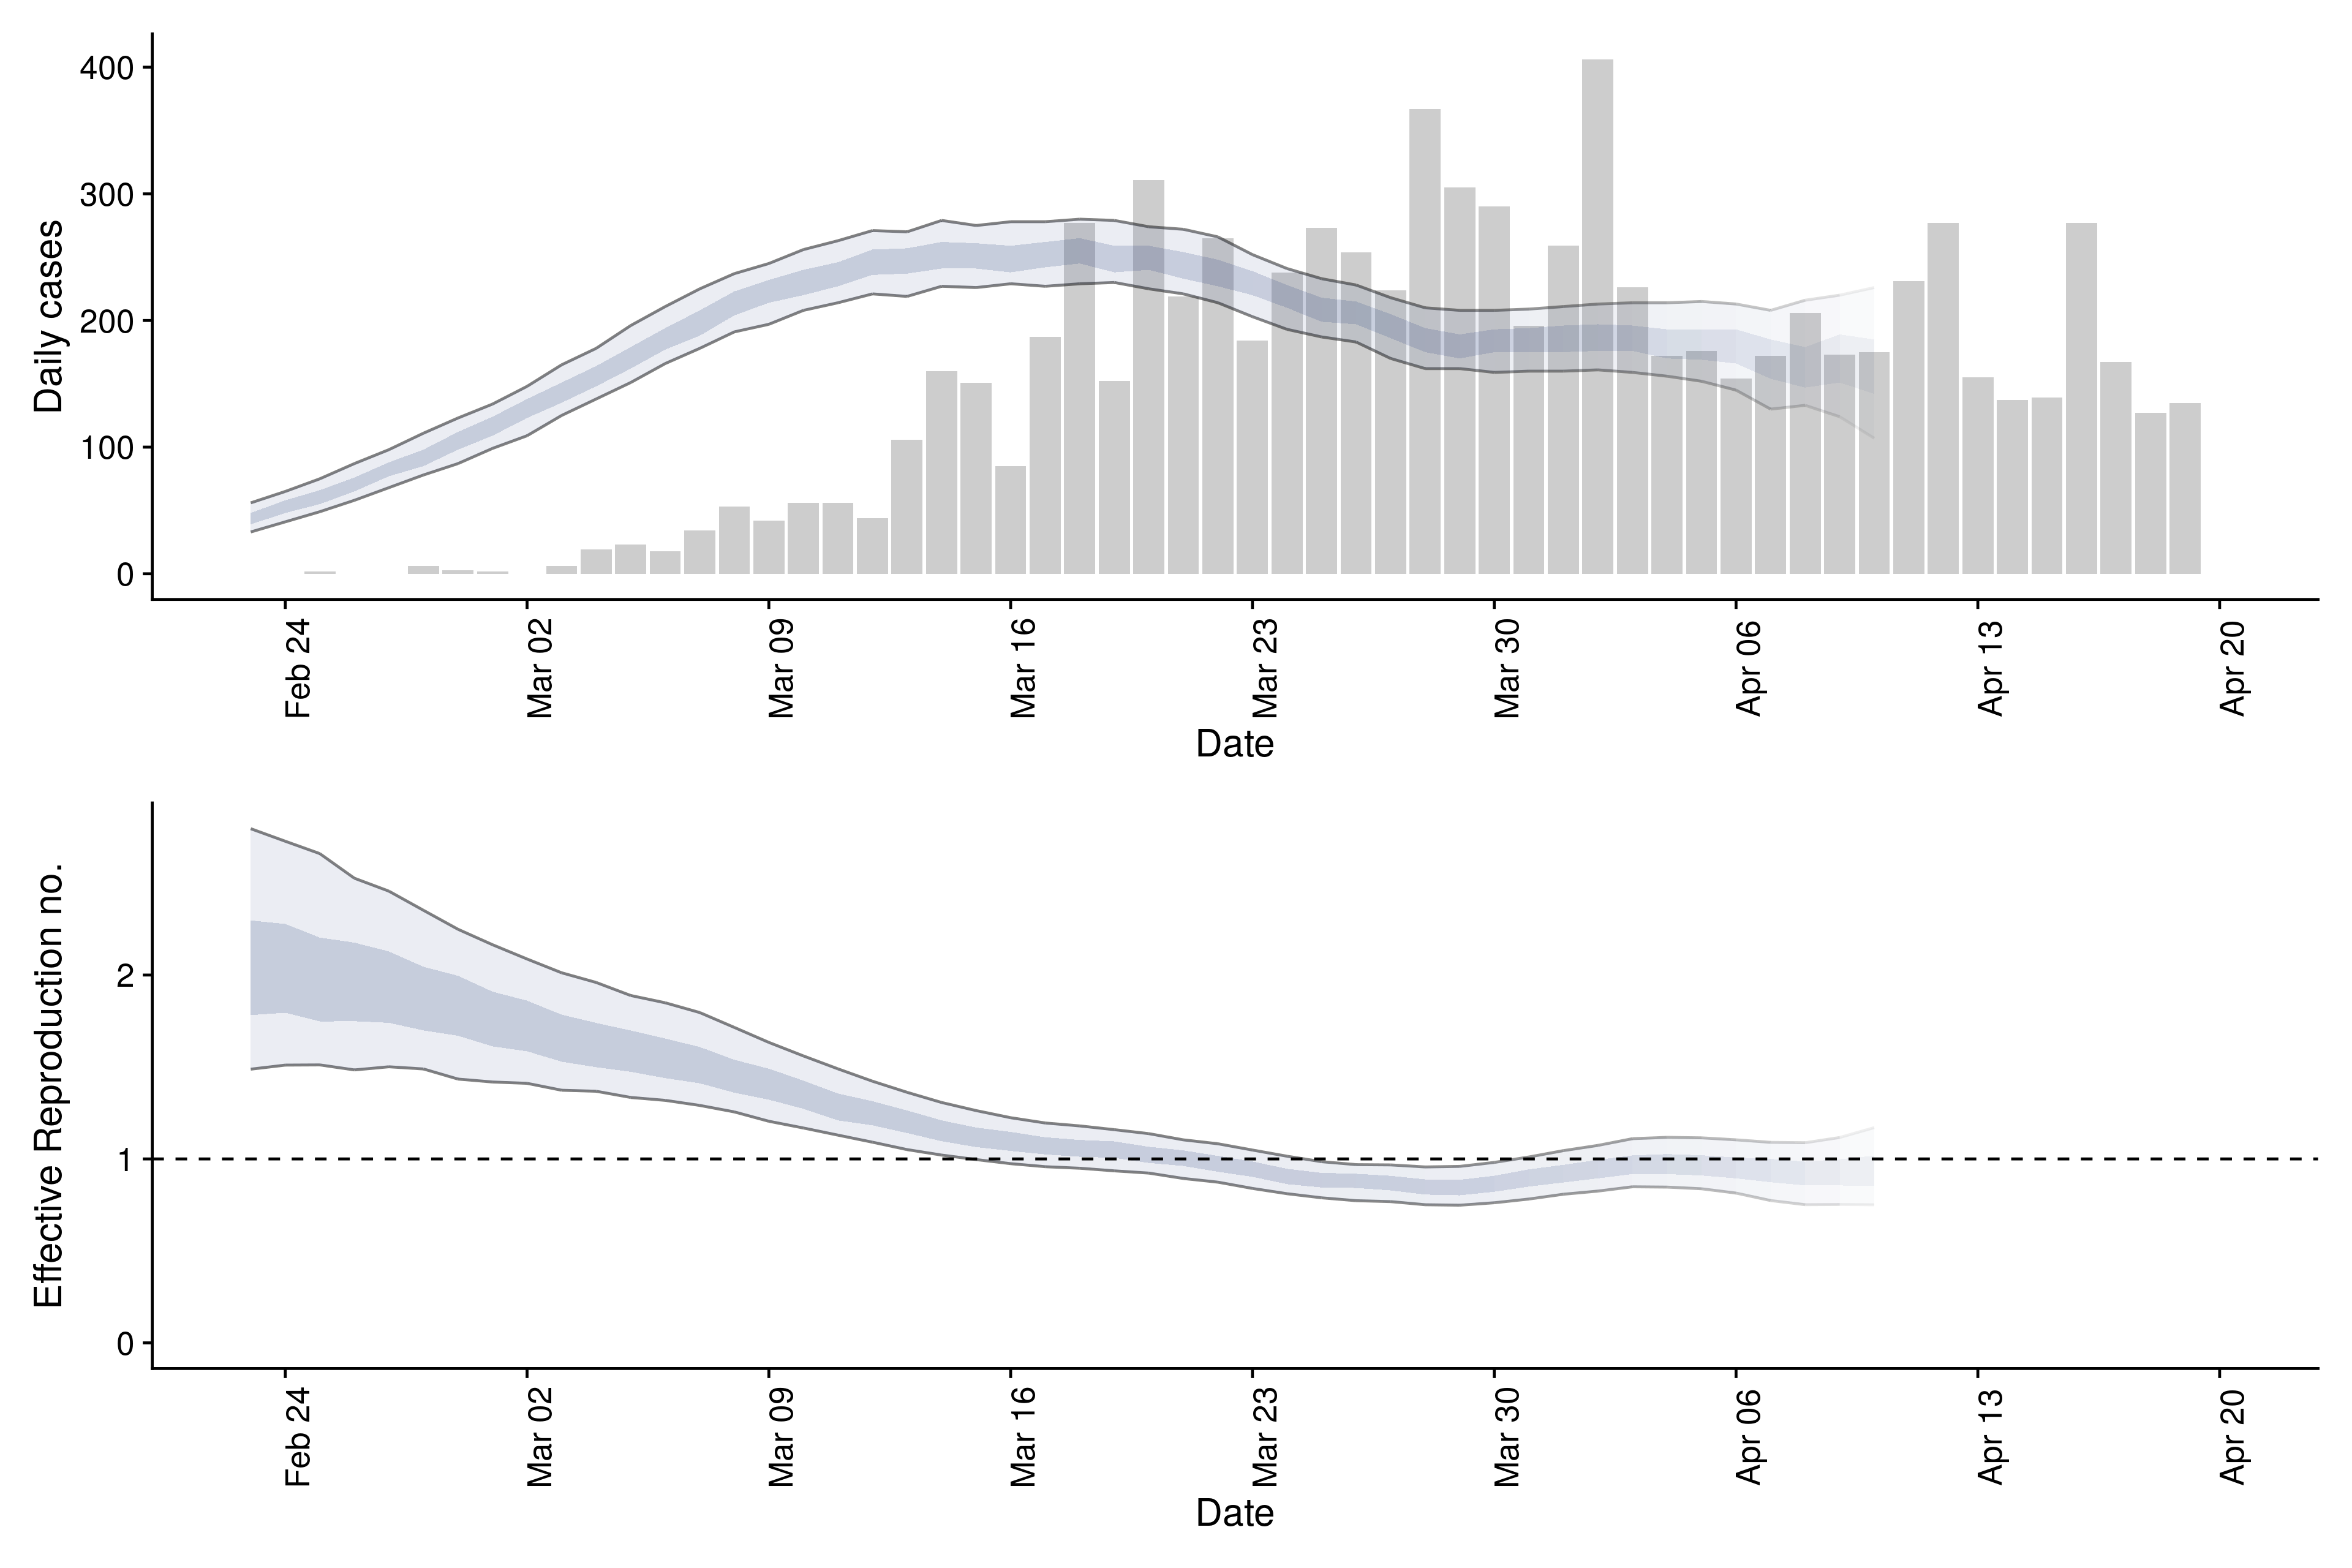 Daily cases
400
300
200
100
0
Feb 24
Mar 02
Mar 09
Mar 16
Mar 23
Mar 30
Apr 06
Apr 13
Apr 20
Date
Effective Reproduction no.
2
1
0
Feb 24
Mar 02
Mar 09
Mar 16
Mar 23
Mar 30
Apr 06
Apr 13
Apr 20
Date